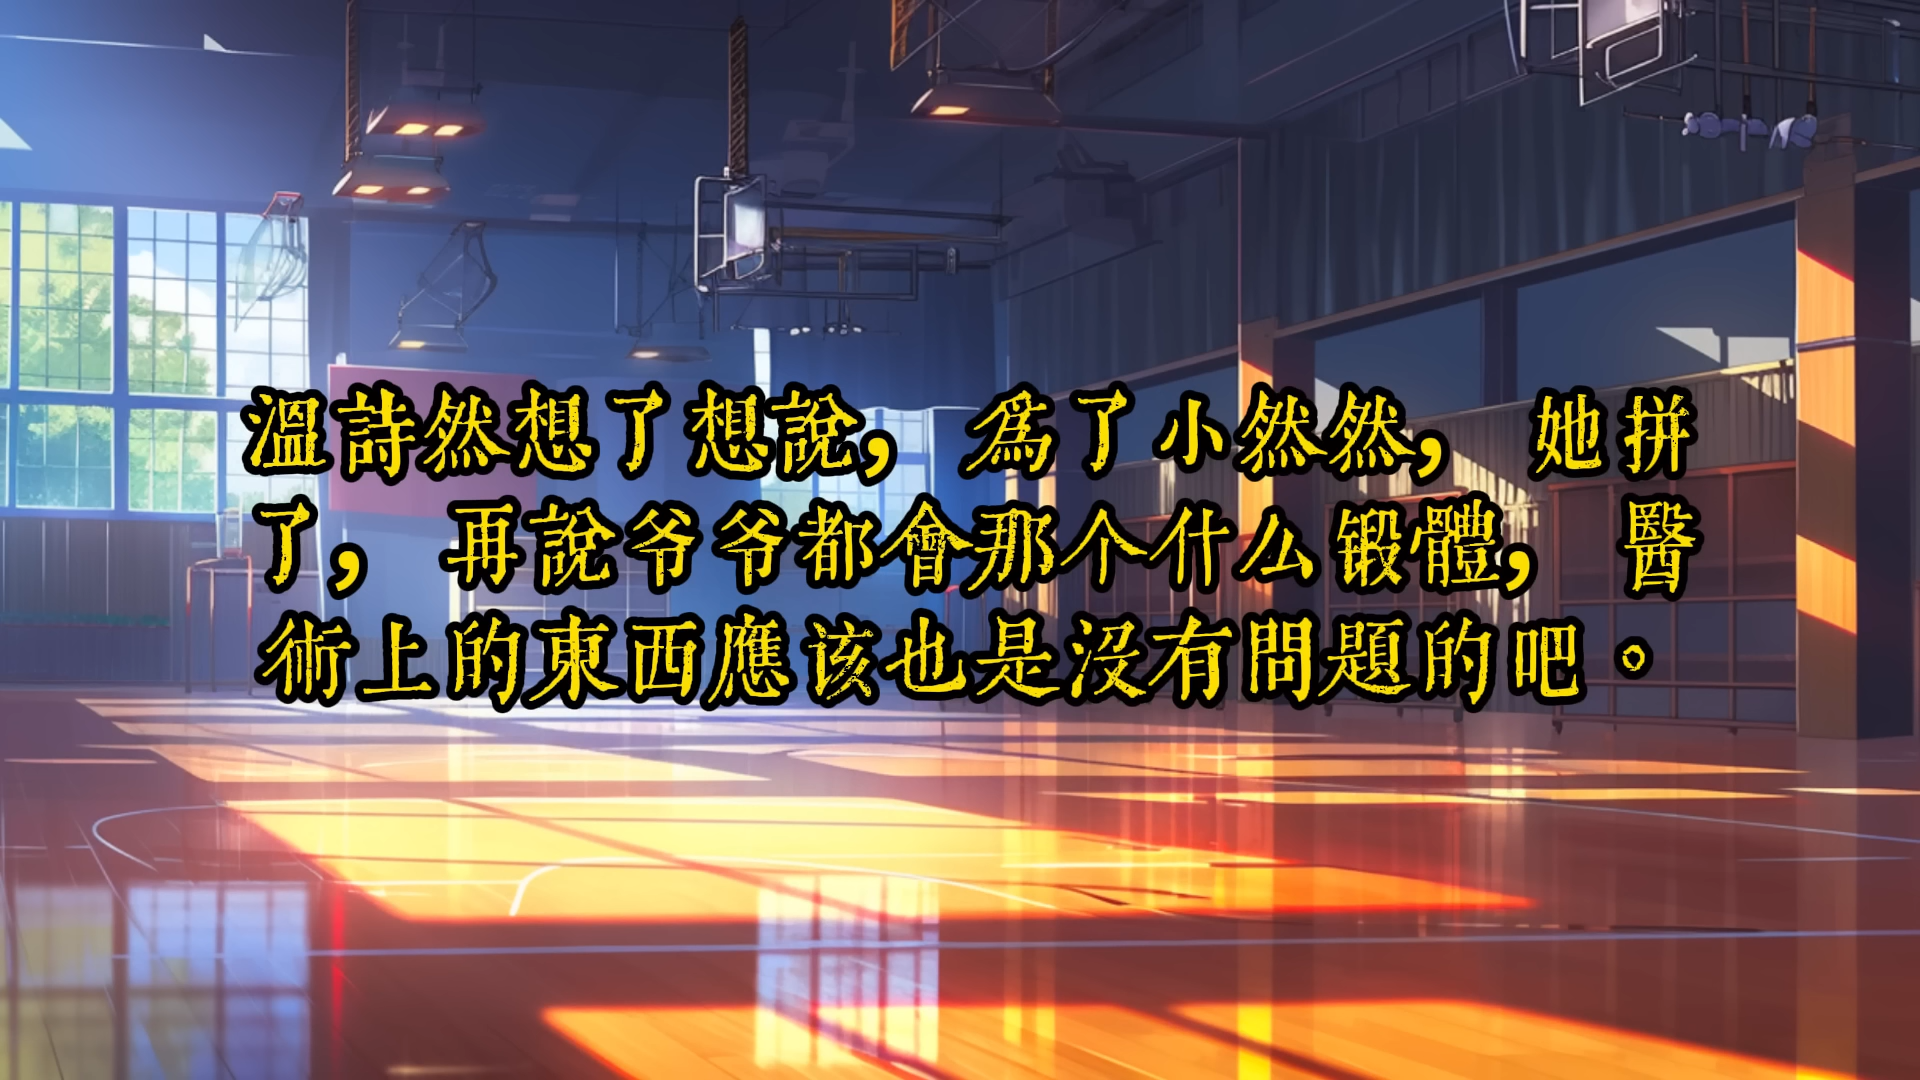 溫詩然想了想說，為了小然然，她拼
了，再說爷爷都會那个什么锻體，醫
術上的東西應该也是沒有問題的吧。